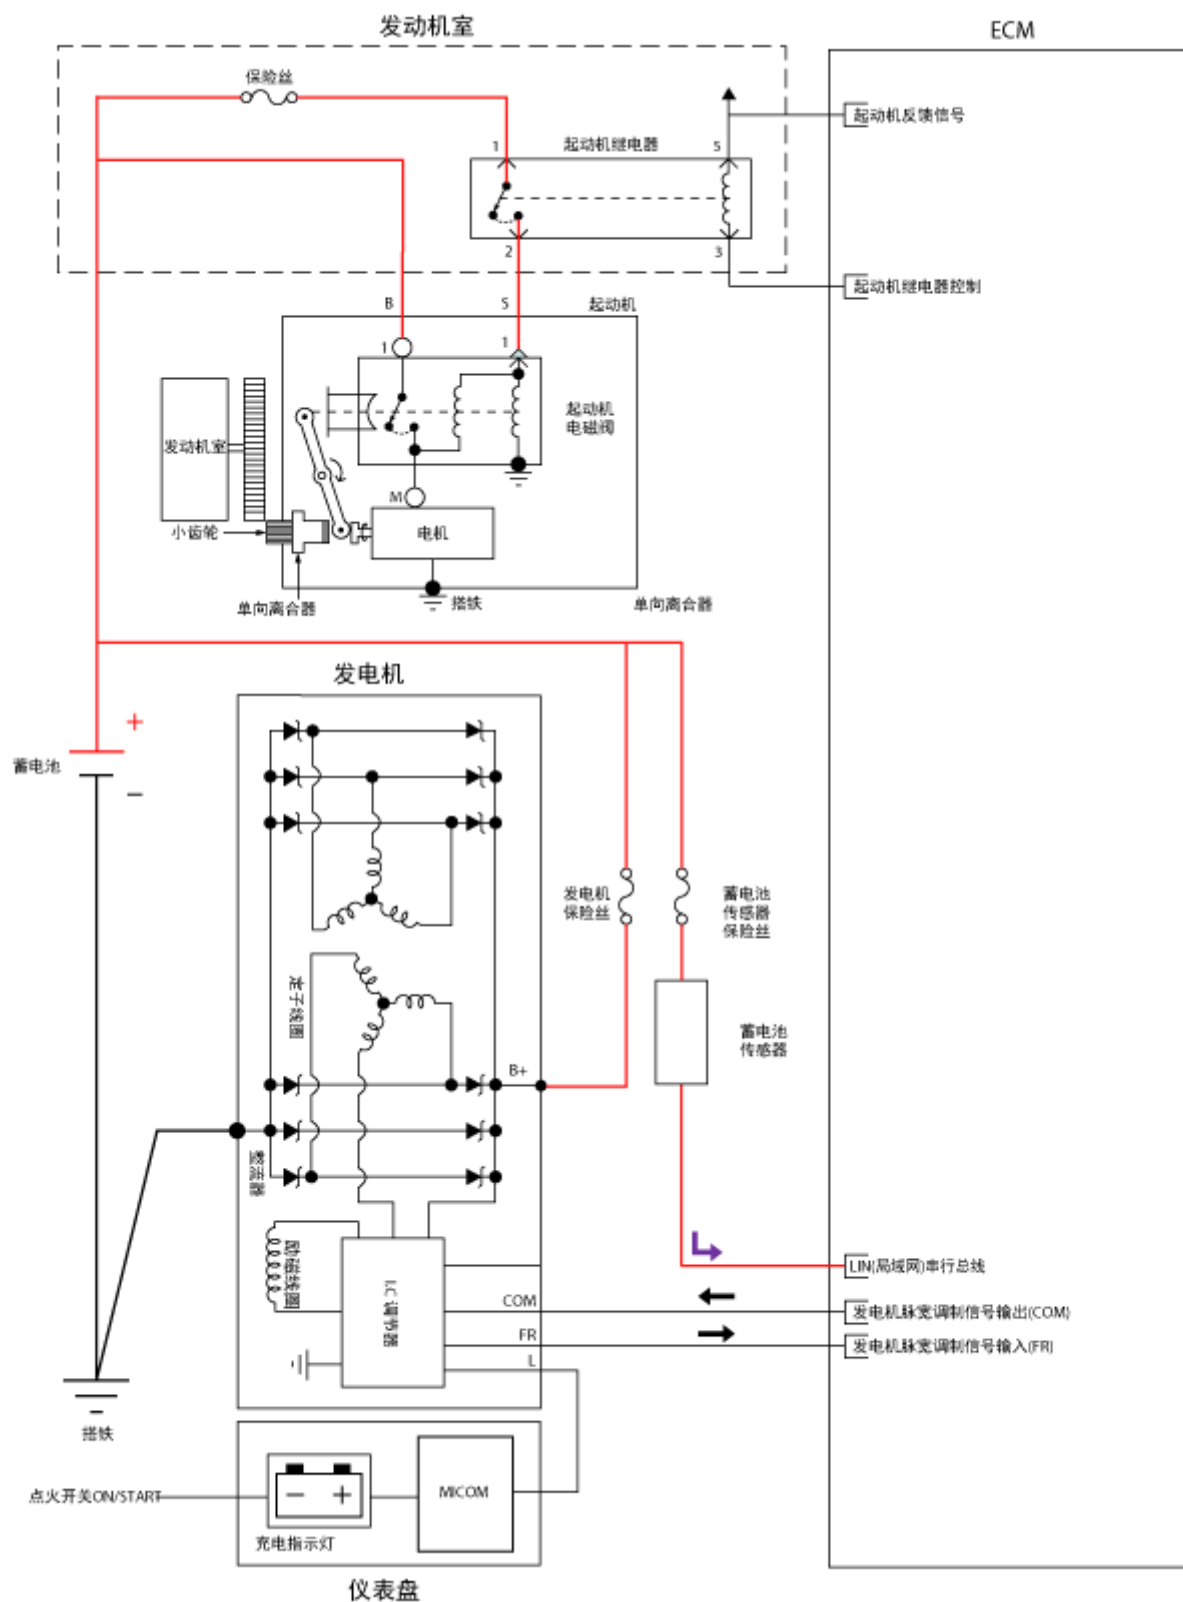 发动机室
ECM
保险丝
起动机反馈信号
1
起动机继电器
5
2
3
起动机继电器控制
B
S
起动机
1
1
起动机
电磁阀
发动机室
M
小齿轮
电机
单向离合器
搭铁
单向离合器
发电机
+
蓄电池
−
发电机
保险丝
蓄电池
传感器
保险丝
定子线圈
蓄电池
传感器
B+
整流器
励磁线圈
I.C 调节器
LIN(局域网)串行总线
COM
发电机脉宽调制信号输出(COM)
FR
发电机脉宽调制信号输入(FR)
L
搭铁
点火开关ON/START
− +
MICOM
充电指示灯
仪表盘